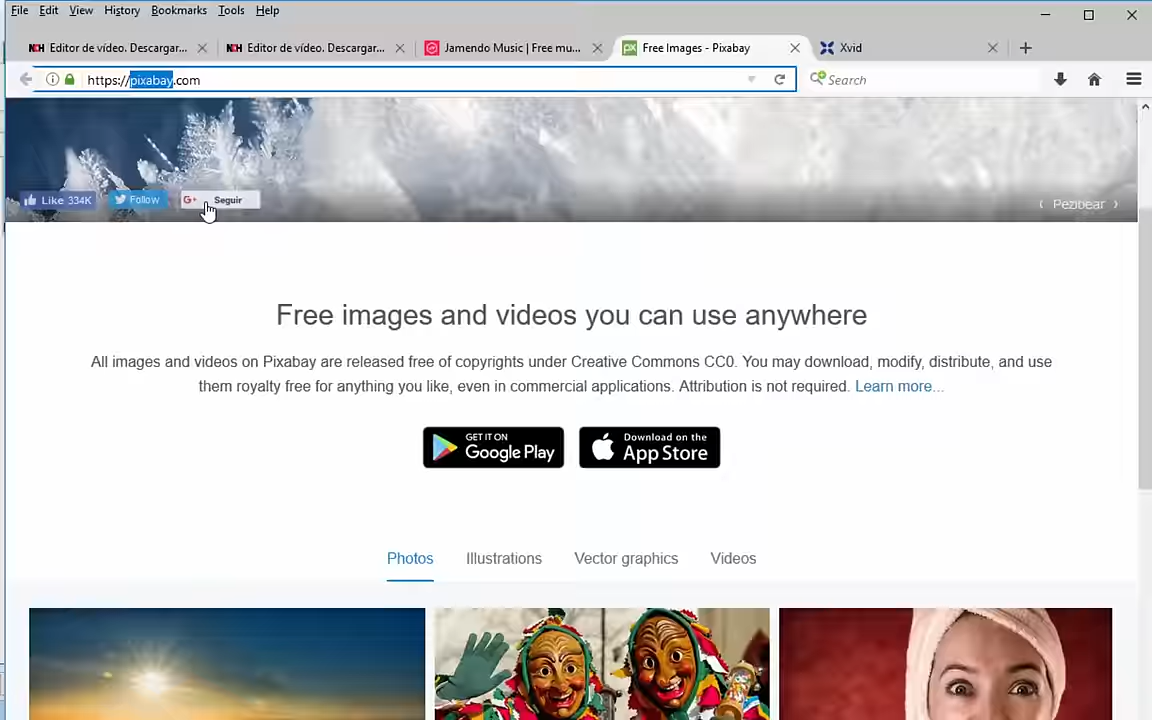 File Edit View History Bookmarks Tools Help
NCH Editor de vídeo. Descargar... NCH Editor de vídeo. Descargar... Jamendo Music | Free mu... px Free Images - Pixabay Xvid
https://pixabay.com Search
Like 334K Follow G+ Seguir
Pezibear
Free images and videos you can use anywhere
All images and videos on Pixabay are released free of copyrights under Creative Commons CC0. You may download, modify, distribute, and use
them royalty free for anything you like, even in commercial applications. Attribution is not required. Learn more...
GET IT ON
Google Play
Download on the
App Store
Photos Illustrations Vector graphics Videos